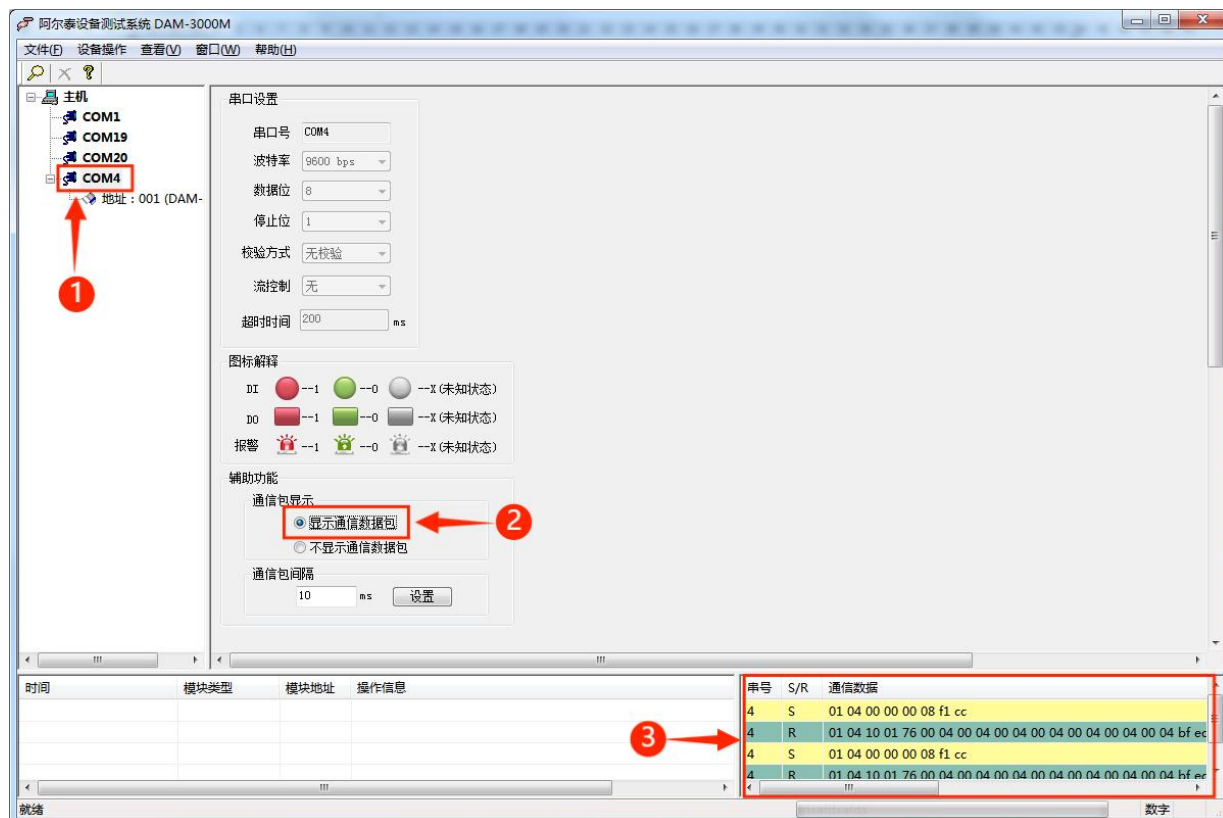 阿尔泰设备测试系统 DAM-3000M
文件(F) 设备操作 查看(V) 窗口(W) 帮助(H)
主机
COM1
COM19
COM20
COM4
地址：001 (DAM-
1
串口设置
串口号 COM4
波特率 9600 bps
数据位 8
停止位 1
校验方式 无校验
流控制 无
超时时间 200 ms
图标解释
DI --1 --0 --X(未知状态)
DO --1 --0 --X(未知状态)
报警 --1 --0 --X(未知状态)
辅助功能
通信包显示
显示通信数据包
2
不显示通信数据包
通信包间隔
10 ms 设置
时间 模块类型 模块地址 操作信息
3
串号 S/R 通信数据
4 S 01 04 00 00 00 08 f1 cc
4 R 01 04 10 01 76 00 04 00 04 00 04 00 04 00 04 00 04 00 04 bf ec
4 S 01 04 00 00 00 08 f1 cc
4 R 01 04 10 01 76 00 04 00 04 00 04 00 04 00 04 00 04 00 04 bf ec
就绪
数字